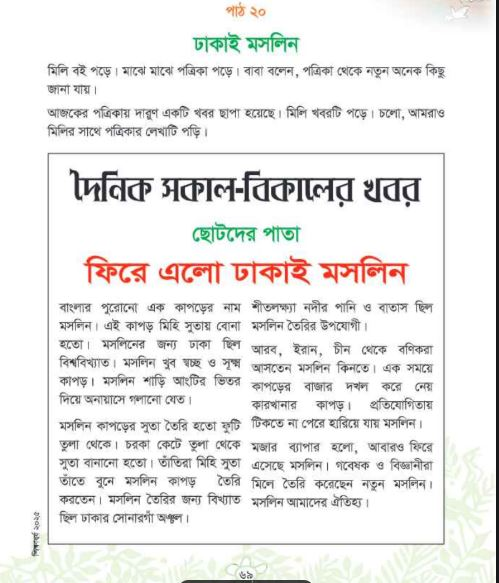 পাঠ ২০
ঢাকাই মসলিন
মিলি বই পড়ে। মাঝে মাঝে পত্রিকা পড়ে। বাবা বলেন, পত্রিকা থেকে নতুন অনেক কিছু
জানা যায়।
আজকের পত্রিকায় দারুণ একটি খবর ছাপা হয়েছে। মিলি খবরটি পড়ে। চলো, আমরাও
মিলির সাথে পত্রিকার লেখাটি পড়ি।
দৈনিক সকাল-বিকালের খবর
ছোটদের পাতা
ফিরে এলো ঢাকাই মসলিন
বাংলার পুরোনো এক কাপড়ের নাম
মসলিন। এই কাপড় মিহি সুতায় বোনা
হতো। মসলিনের জন্য ঢাকা ছিল
বিশ্ববিখ্যাত। মসলিন খুব স্বচ্ছ ও সূক্ষ্ম
কাপড়। মসলিন শাড়ি আংটির ভিতর
দিয়ে অনায়াসে গলানো যেত।
মসলিন কাপড়ের সুতা তৈরি হতো ফুটি
তুলা থেকে। চরকা কেটে তুলা থেকে
সুতা বানানো হতো। তাঁতিরা মিহি সুতা
তাঁতে বুনে মসলিন কাপড় তৈরি
করতেন। মসলিন তৈরির জন্য বিখ্যাত
ছিল ঢাকার সোনারগাঁ অঞ্চল।
শীতলক্ষ্যা নদীর পানি ও বাতাস ছিল
মসলিন তৈরির উপযোগী।
আরব, ইরান, চীন থেকে বণিকরা
আসতেন মসলিন কিনতে। এক সময়ে
কাপড়ের বাজার দখল করে নেয়
কারখানার কাপড়। প্রতিযোগিতায়
টিকতে না পেরে হারিয়ে যায় মসলিন।
মজার ব্যাপার হলো, আবারও ফিরে
এসেছে মসলিন। গবেষক ও বিজ্ঞানীরা
মিলে তৈরি করেছেন নতুন মসলিন।
মসলিন আমাদের ঐতিহ্য।
শিক্ষাবর্ষ ২০২৫
৬৯